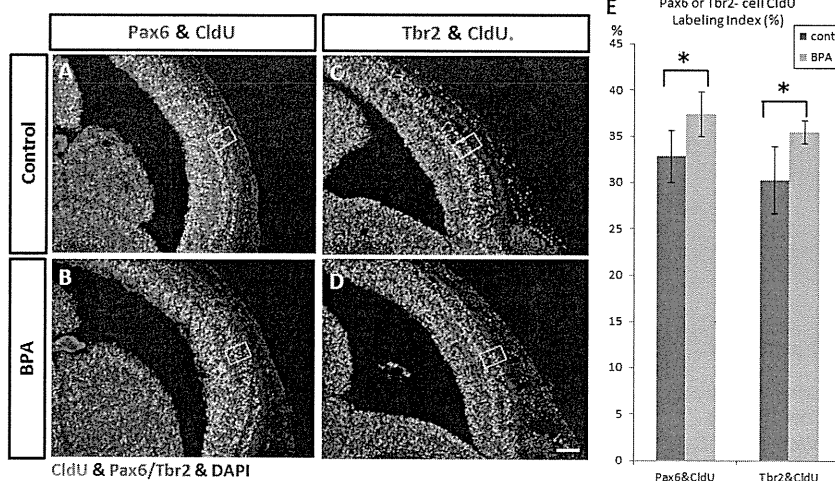 Pax6 & CldU
Tbr2 & CldU.
Control
BPA
A
C
B
D
CldU & Pax6/Tbr2 & DAPI
E
Pax6 or Tbr2- cell CldU
Labeling Index (%)
%
cont
BPA
45
40
35
30
25
20
15
10
5
0
*
*
Pax6&CldU
Tbr2&CldU